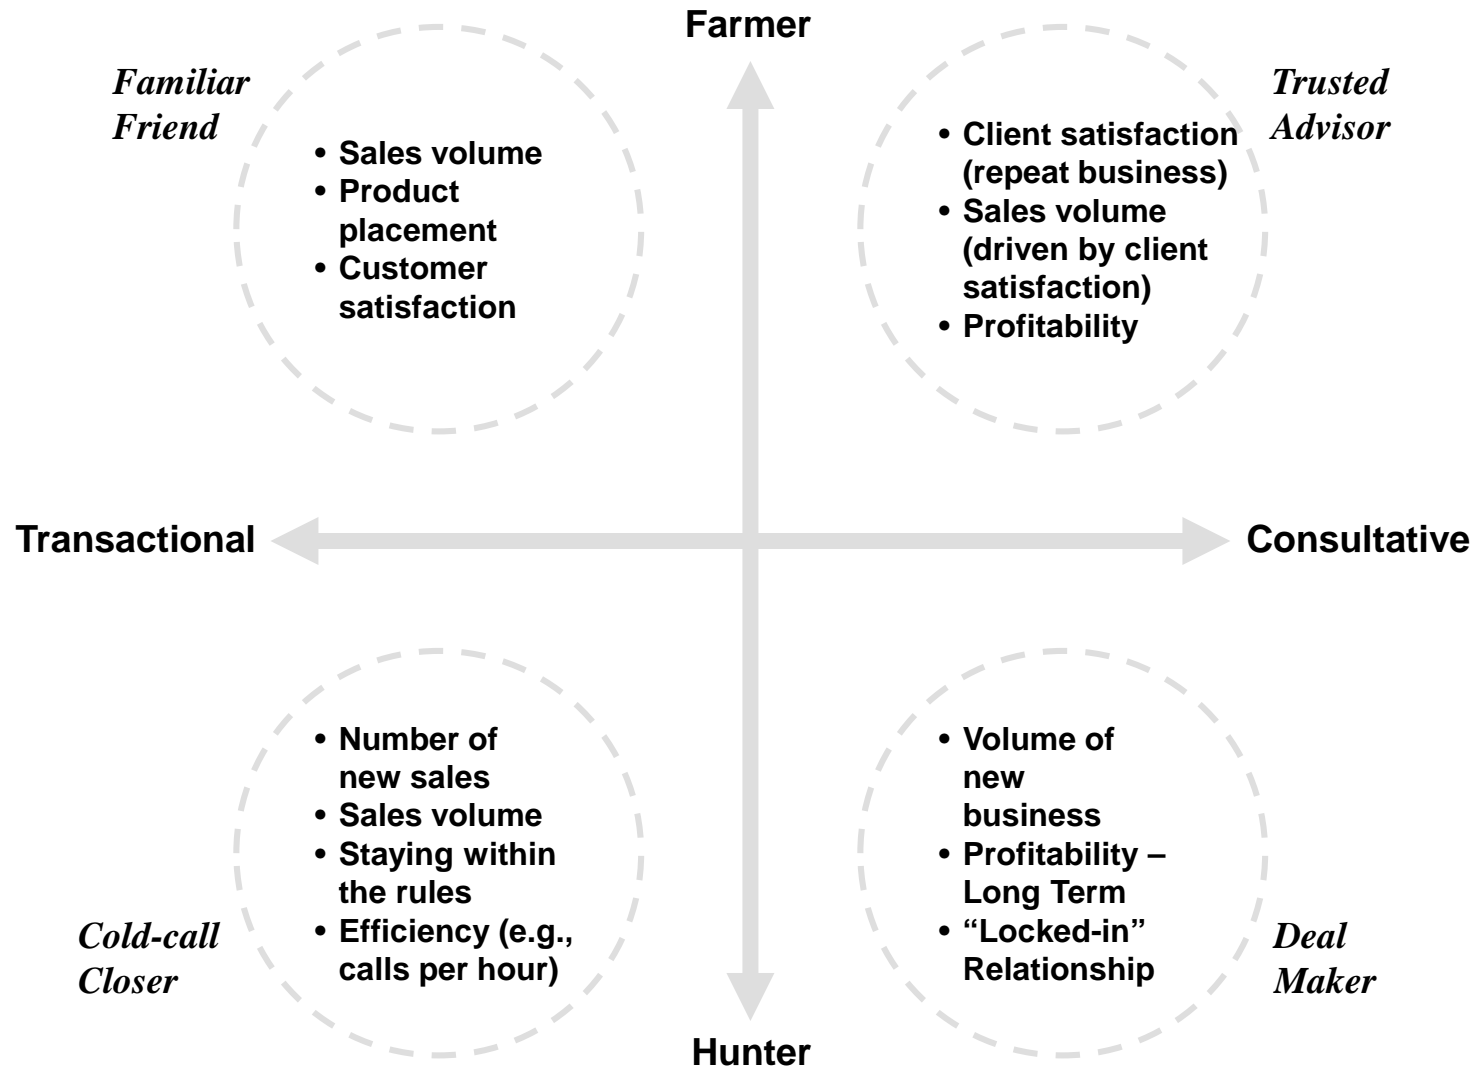 Farmer
Familiar
Friend
• Sales volume
• Product
placement
• Customer
satisfaction
Trusted
Advisor
• Client satisfaction
(repeat business)
• Sales volume
(driven by client
satisfaction)
• Profitability
Transactional
Consultative
Cold-call
Closer
• Number of
new sales
• Sales volume
• Staying within
the rules
• Efficiency (e.g.,
calls per hour)
• Volume of
new
business
• Profitability –
Long Term
• “Locked-in”
Relationship
Deal
Maker
Hunter